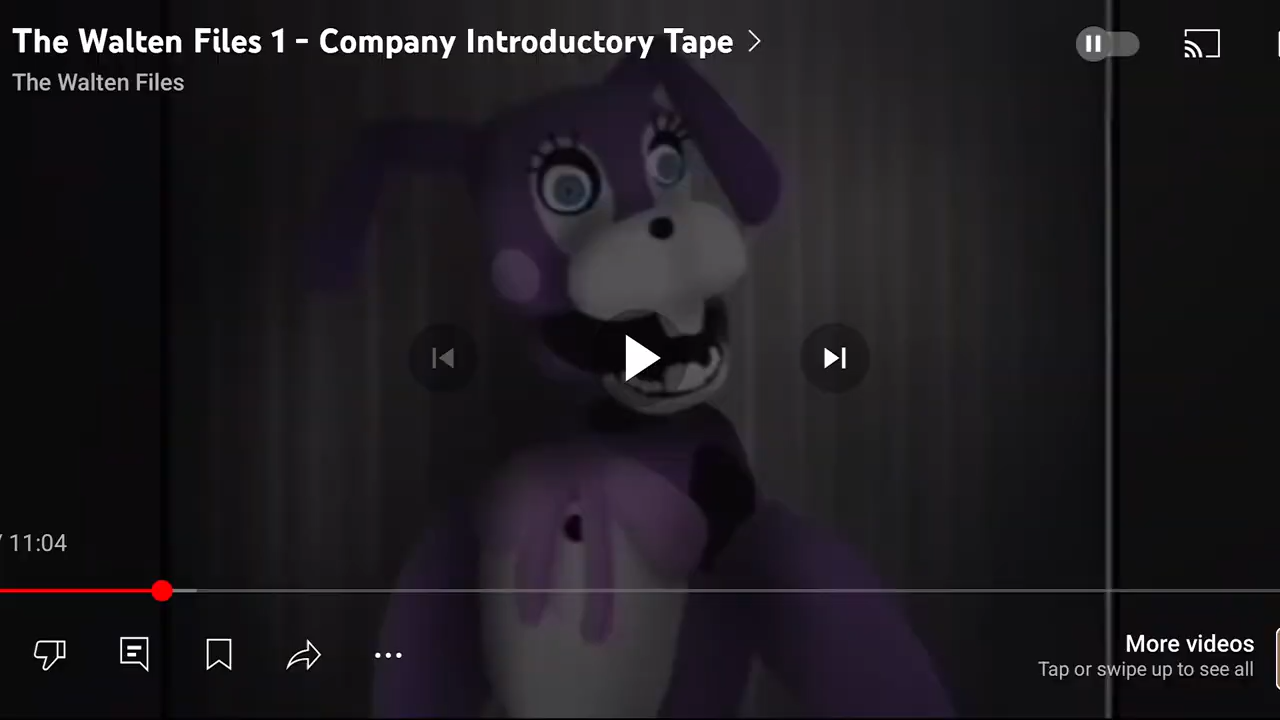 The Walten Files 1 - Company Introductory Tape
The Walten Files
/ 11:04
More videos
Tap or swipe up to see all